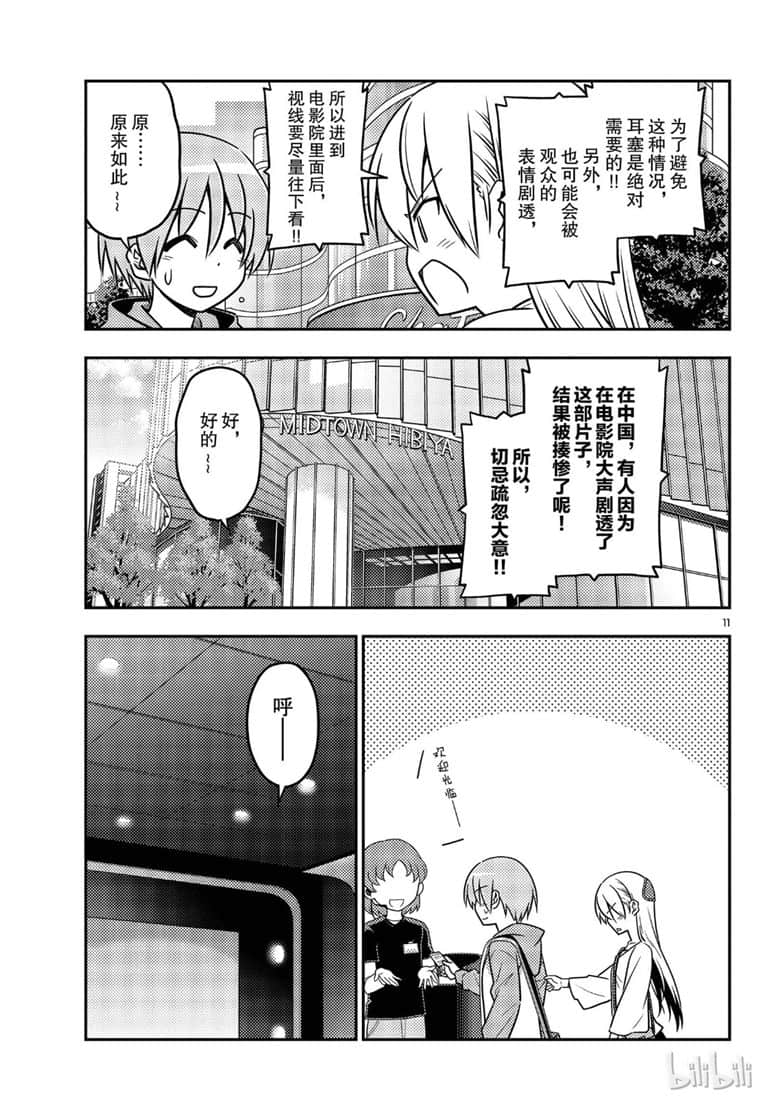 为了避免
这种情况，
耳塞是绝对
需要的!!
另外，
也可能会被
观众的
表情剧透，
所以进到
电影院里面后，
视线要尽量往下看!!
原……
原来如此~
Cha
在中国，有人因为
在电影院大声剧透了
这部片子，
结果被揍惨了呢！
所以，
切忌疏忽大意!!
MIDTOWN HIBIYA
好，
好的~~
11
欢迎光临——
呼——
bilibili